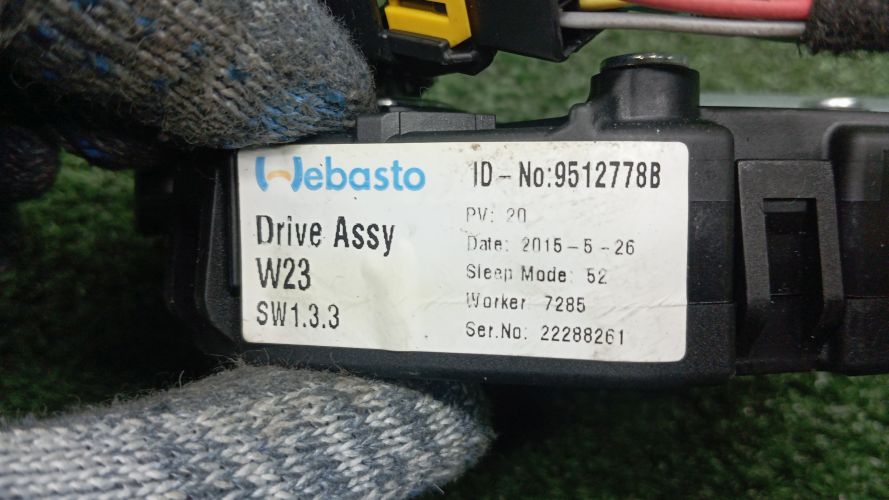 Webasto
Drive Assy
W23
SW1.3.3
ID-No:9512778B
PV: 20
Date: 2015-5-26
Sleep Mode: 52
Worker 7285
Ser.No: 22288261